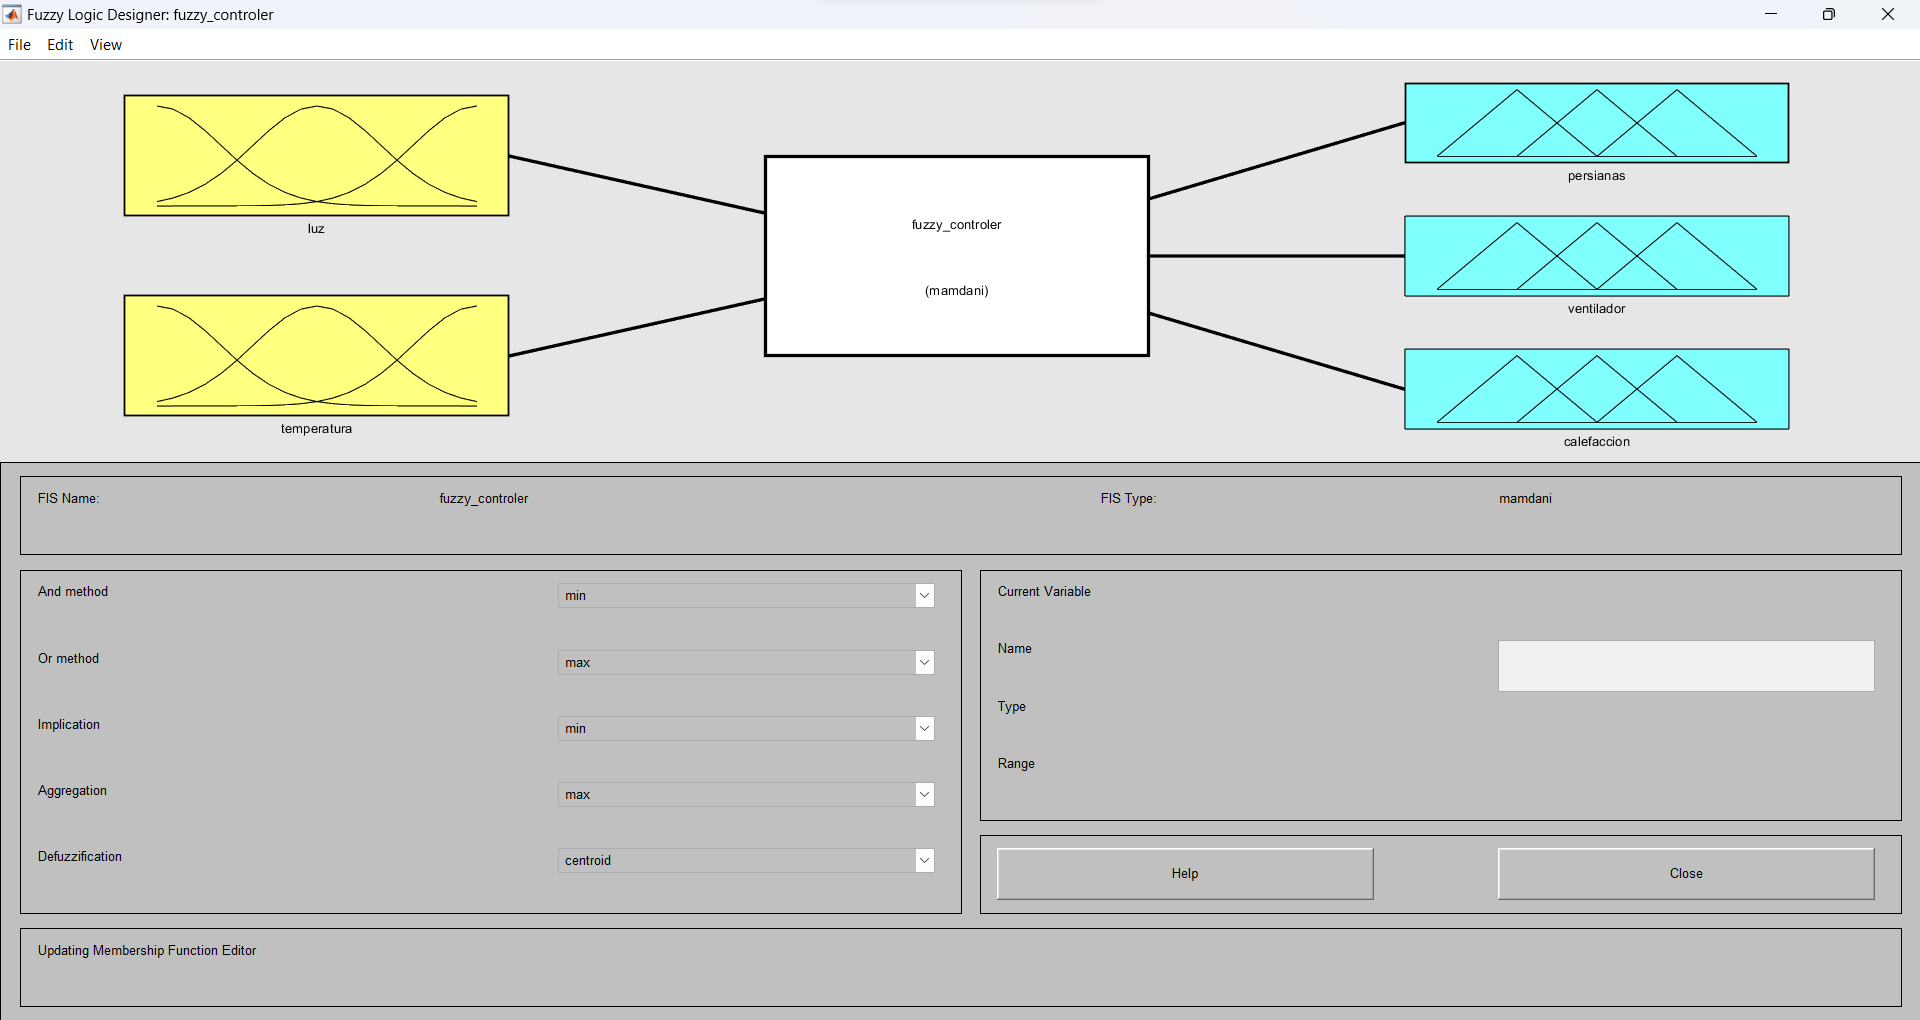 Fuzzy Logic Designer: fuzzy_controler
File Edit View
luz
temperatura
fuzzy_controler
(mamdani)
persianas
ventilador
calefaccion
FIS Name: fuzzy_controler FIS Type: mamdani
And method min
Or method max
Implication min
Aggregation max
Defuzzification centroid
Current Variable
Name
Type
Range
Help Close
Updating Membership Function Editor